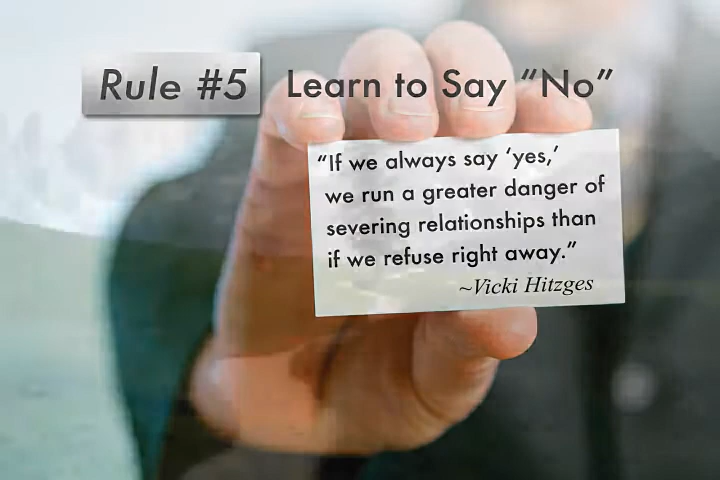 Rule #5 Learn to Say “No”
“If we always say ‘yes,’
we run a greater danger of
severing relationships than
if we refuse right away.”
~Vicki Hitzges